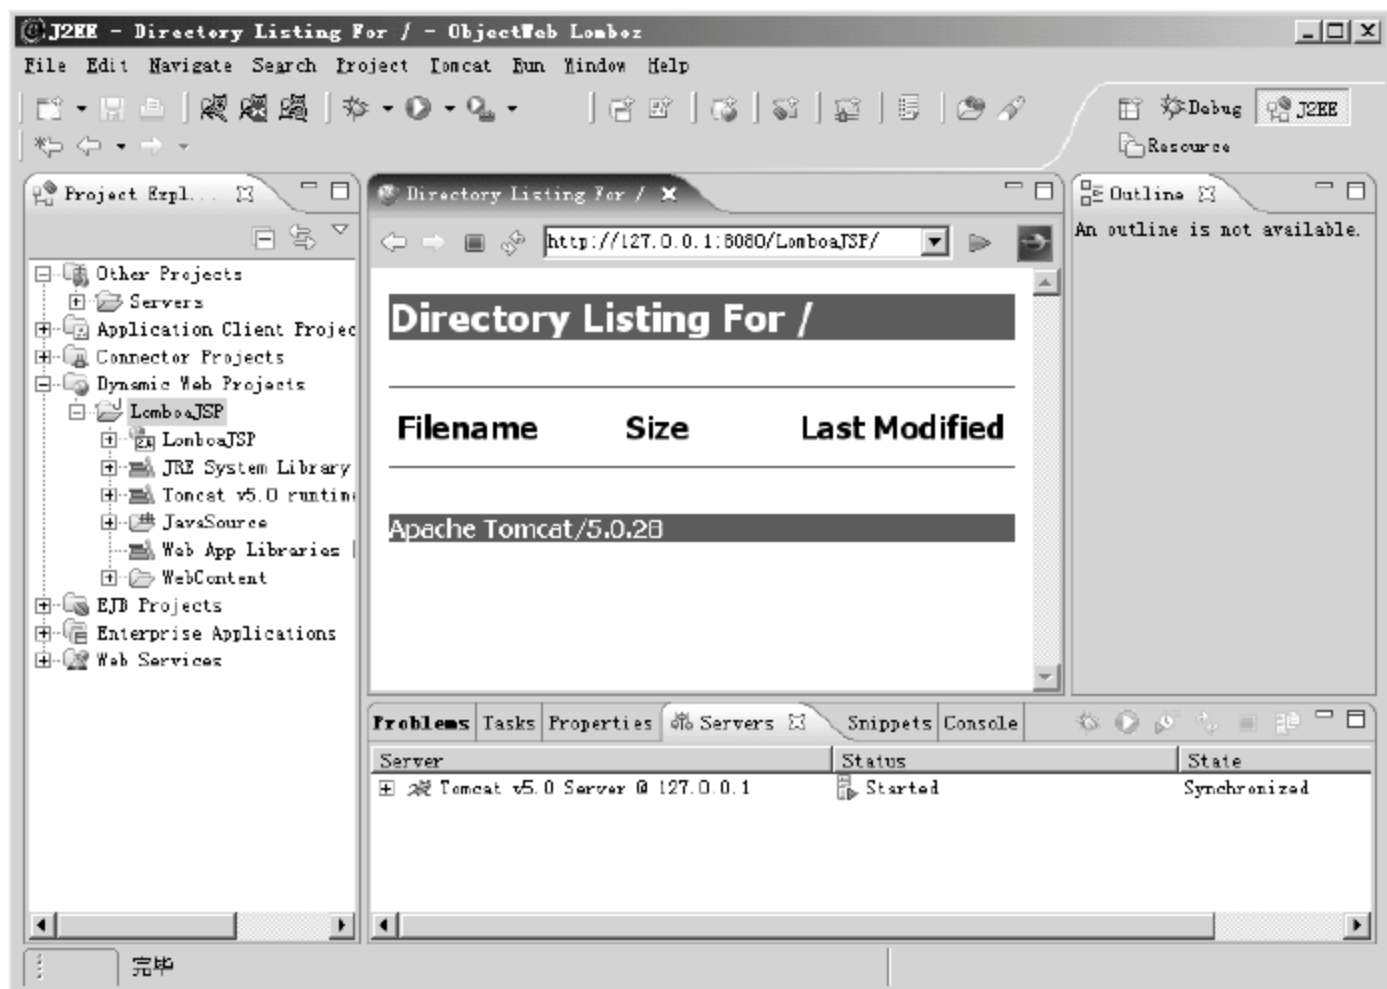 J2EE - Directory Listing For / - ObjectWeb Lomboz
File Edit Navigate Search Project Tomcat Run Window Help
Debug J2EE
Resource
Project Expl...
Directory Listing For /
Outline
http://127.0.0.1:8080/LomboaJSP/
An outline is not available.
Other Projects
Servers
Application Client Projec
Connector Projects
Dynamic Web Projects
LomboaJSP
LomboaJSP
JRE System Library
Tomcat v5.0 runtim
JavaSource
Web App Libraries [
WebContent
EJB Projects
Enterprise Applications
Web Services
Directory Listing For /
Filename Size Last Modified
Apache Tomcat/5.0.28
Problems Tasks Properties Servers Snippets Console
Server Status State
Tomcat v5.0 Server @ 127.0.0.1 Started Synchronized
完毕